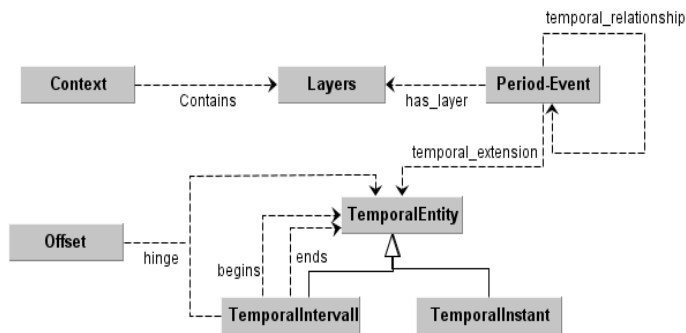 temporal_relationship
Context
Layers
Period-Event
Contains
has_layer
temporal_extension
TemporalEntity
Offset
hinge
begins
ends
TemporalIntervall
TemporalInstant